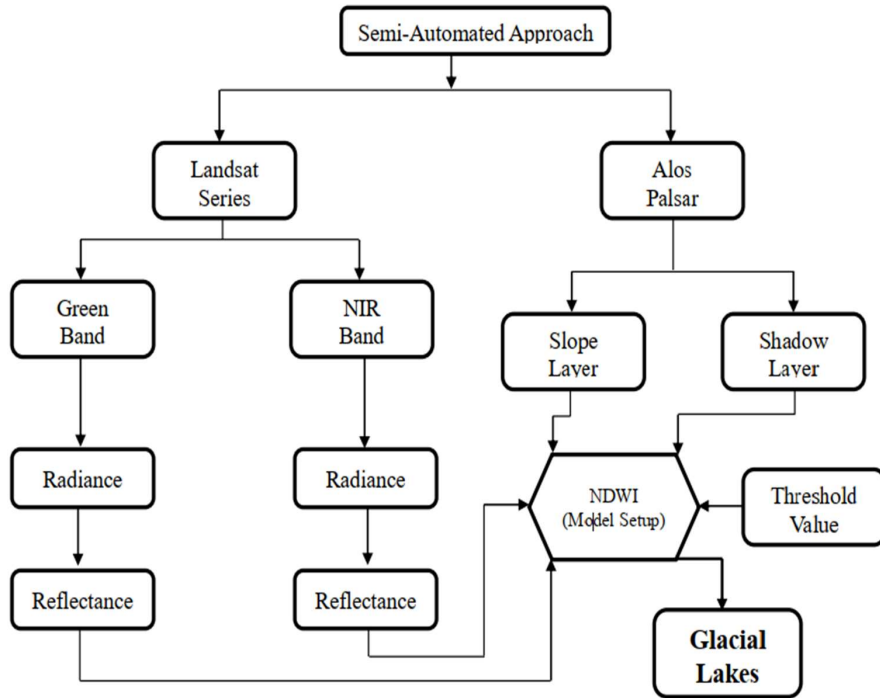 Semi-Automated Approach
Landsat
Series
Alos
Palsar
Green
Band
NIR
Band
Slope
Layer
Shadow
Layer
Radiance
Radiance
NDWI
(Model Setup)
Threshold
Value
Reflectance
Reflectance
Glacial
Lakes